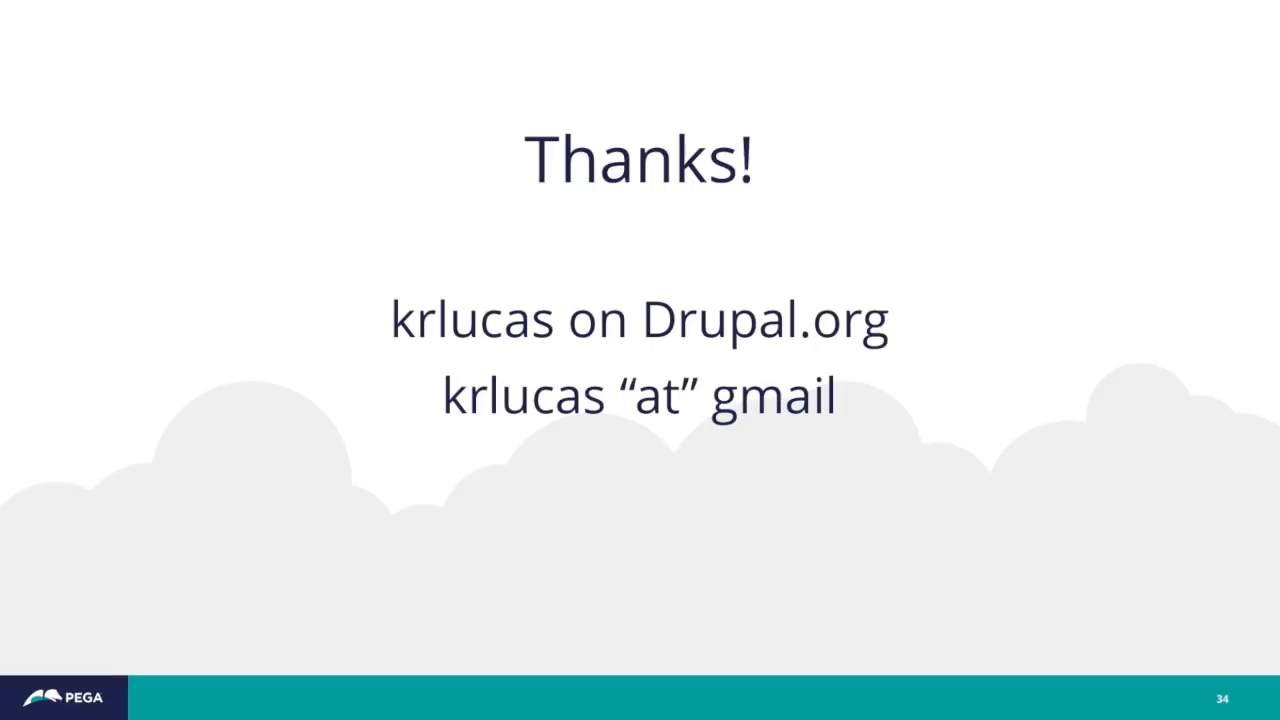 Thanks!
krlucas on Drupal.org
krlucas “at” gmail
PEGA
34